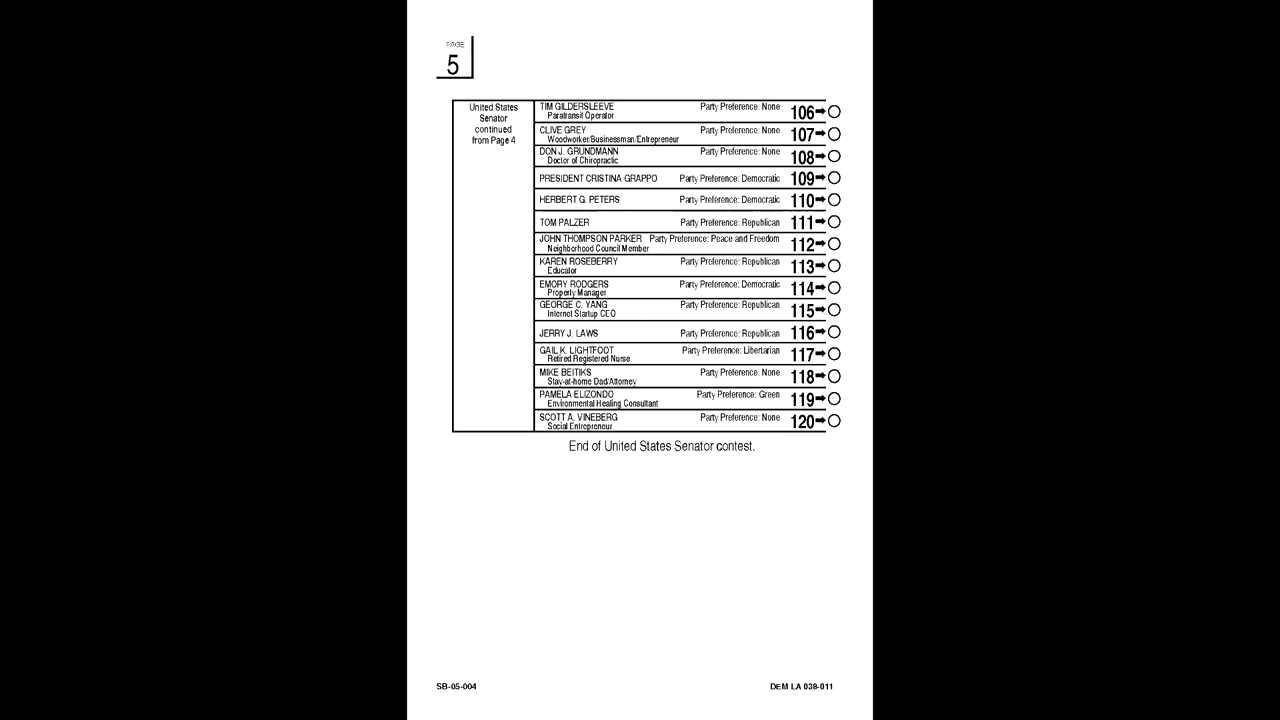 PAGE
5
United States
Senator
continued
from Page 4
TIM GILDERSLEEVE Party Preference: None 106
Paratransit Operator
CLIVE GREY Party Preference: None 107
Woodworker/Businessman/Entrepreneur
DON J. GRUNDMANN Party Preference: None 108
Doctor of Chiropractic
PRESIDENT CRISTINA GRAPPO Party Preference: Democratic 109
HERBERT G. PETERS Party Preference: Democratic 110
TOM PALZER Party Preference: Republican 111
JOHN THOMPSON PARKER Party Preference: Peace and Freedom 112
Neighborhood Council Member
KAREN ROSEBERRY Party Preference: Republican 113
Educator
EMORY RODGERS Party Preference: Democratic 114
Property Manager
GEORGE C. YANG Party Preference: Republican 115
Internet Startup CEO
JERRY J. LAWS Party Preference: Republican 116
GAIL K. LIGHTFOOT Party Preference: Libertarian 117
Retired Registered Nurse
MIKE BEITIKS Party Preference: None 118
Stay-at-home Dad/Attorney
PAMELA ELIZONDO Party Preference: Green 119
Environmental Healing Consultant
SCOTT A. VINEBERG Party Preference: None 120
Social Entrepreneur
End of United States Senator contest.
SB-05-004 DEM LA 038-011